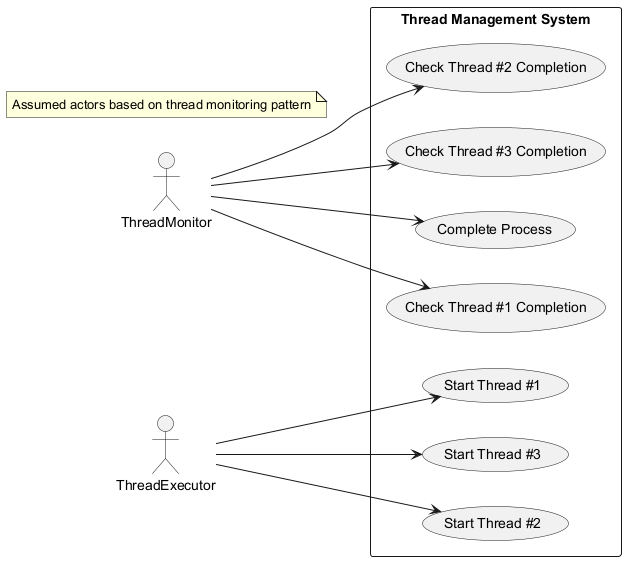 Thread Management System
Check Thread #2 Completion
Assumed actors based on thread monitoring pattern
Check Thread #3 Completion
ThreadMonitor
Complete Process
Check Thread #1 Completion
Start Thread #1
Start Thread #3
ThreadExecutor
Start Thread #2